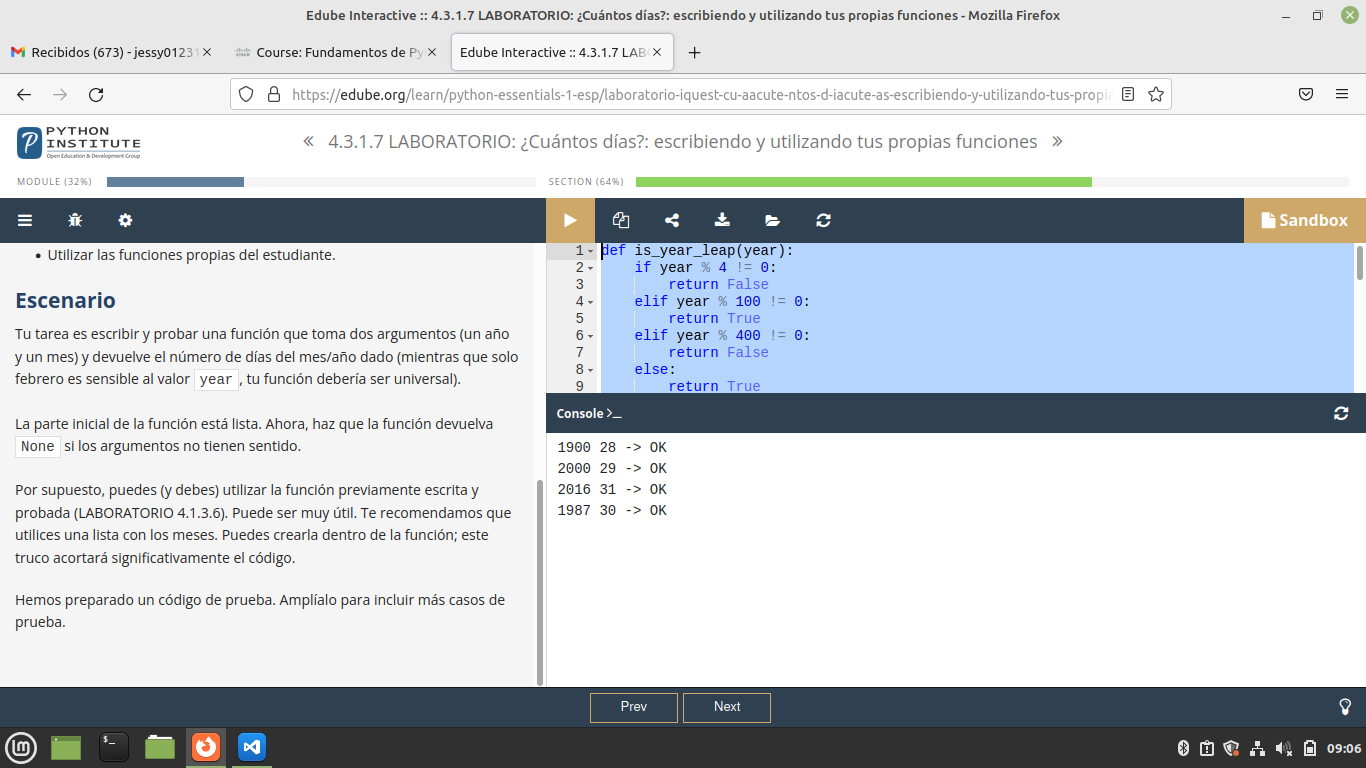 Edube Interactive :: 4.3.1.7 LABORATORIO: ¿Cuántos días?: escribiendo y utilizando tus propias funciones - Mozilla Firefox
Recibidos (673) - jessy01231
Course: Fundamentos de Py
Edube Interactive :: 4.3.1.7 LAB
https://edube.org/learn/python-essentials-1-esp/laboratorio-iquest-cu-aacute-ntos-d-iacute-as-escribiendo-y-utilizando-tus-propia
PYTHON
INSTITUTE
Open Education & Development Group
« 4.3.1.7 LABORATORIO: ¿Cuántos días?: escribiendo y utilizando tus propias funciones »
MODULE (32%)
SECTION (64%)
Sandbox
• Utilizar las funciones propias del estudiante.
Escenario
Tu tarea es escribir y probar una función que toma dos argumentos (un año
y un mes) y devuelve el número de días del mes/año dado (mientras que solo
febrero es sensible al valor year, tu función debería ser universal).
La parte inicial de la función está lista. Ahora, haz que la función devuelva
None si los argumentos no tienen sentido.
Por supuesto, puedes (y debes) utilizar la función previamente escrita y
probada (LABORATORIO 4.1.3.6). Puede ser muy útil. Te recomendamos que
utilices una lista con los meses. Puedes crearla dentro de la función; este
truco acortará significativamente el código.
Hemos preparado un código de prueba. Amplíalo para incluir más casos de
prueba.
1 def is_year_leap(year):
2 if year % 4 != 0:
3 return False
4 elif year % 100 != 0:
5 return True
6 elif year % 400 != 0:
7 return False
8 else:
9 return True
Console >_
1900 28 -> OK
2000 29 -> OK
2016 31 -> OK
1987 30 -> OK
Prev
Next
09:06